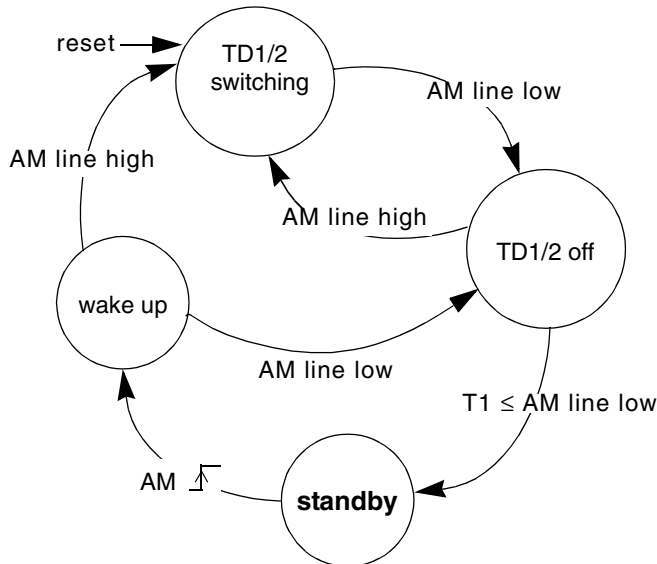 reset
TD1/2
switching
AM line low
AM line high
AM line high
TD1/2 off
wake up
AM line low
T1 ≤ AM line low
AM
standby